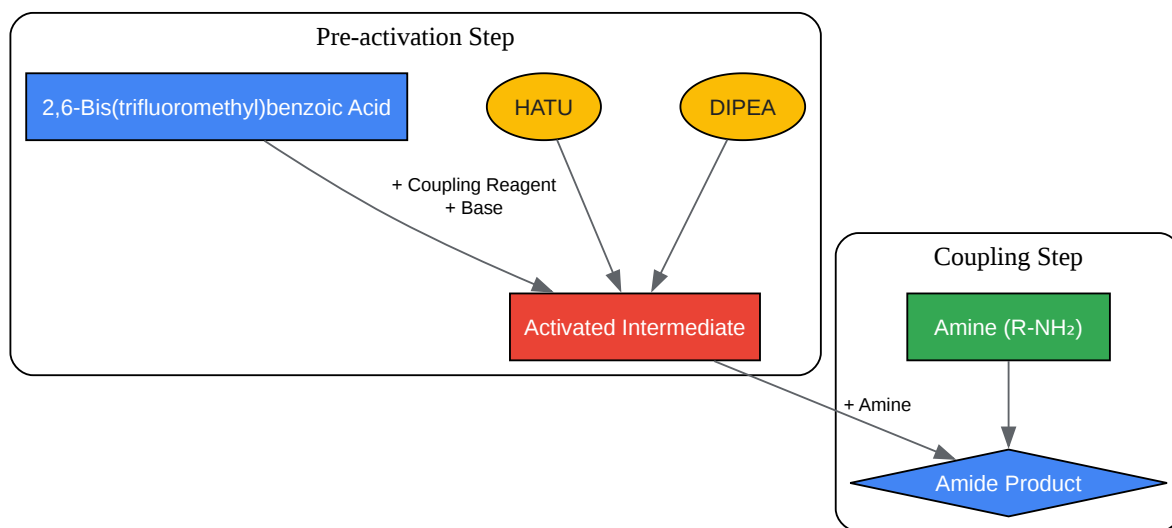 Pre-activation Step
2,6-Bis(trifluoromethyl)benzoic Acid
HATU
DIPEA
+ Coupling Reagent
+ Base
Activated Intermediate
Coupling Step
Amine (R-NH₂)
+ Amine
Amide Product